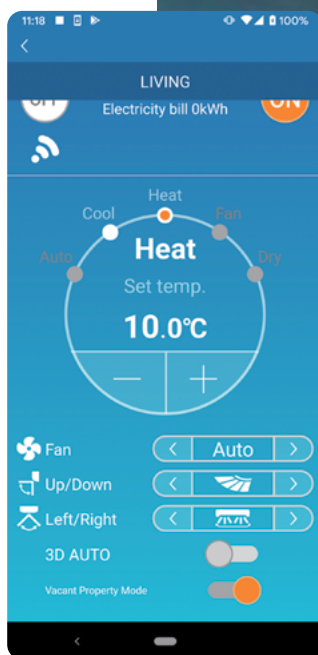 11:18 100%
LIVING
OFF ON
Electricity bill 0kWh
Heat
Cool Fan
Auto Dry
Heat
Set temp.
10.0°C
Fan Auto
Up/Down
Left/Right
3D AUTO
Vacant Property Mode